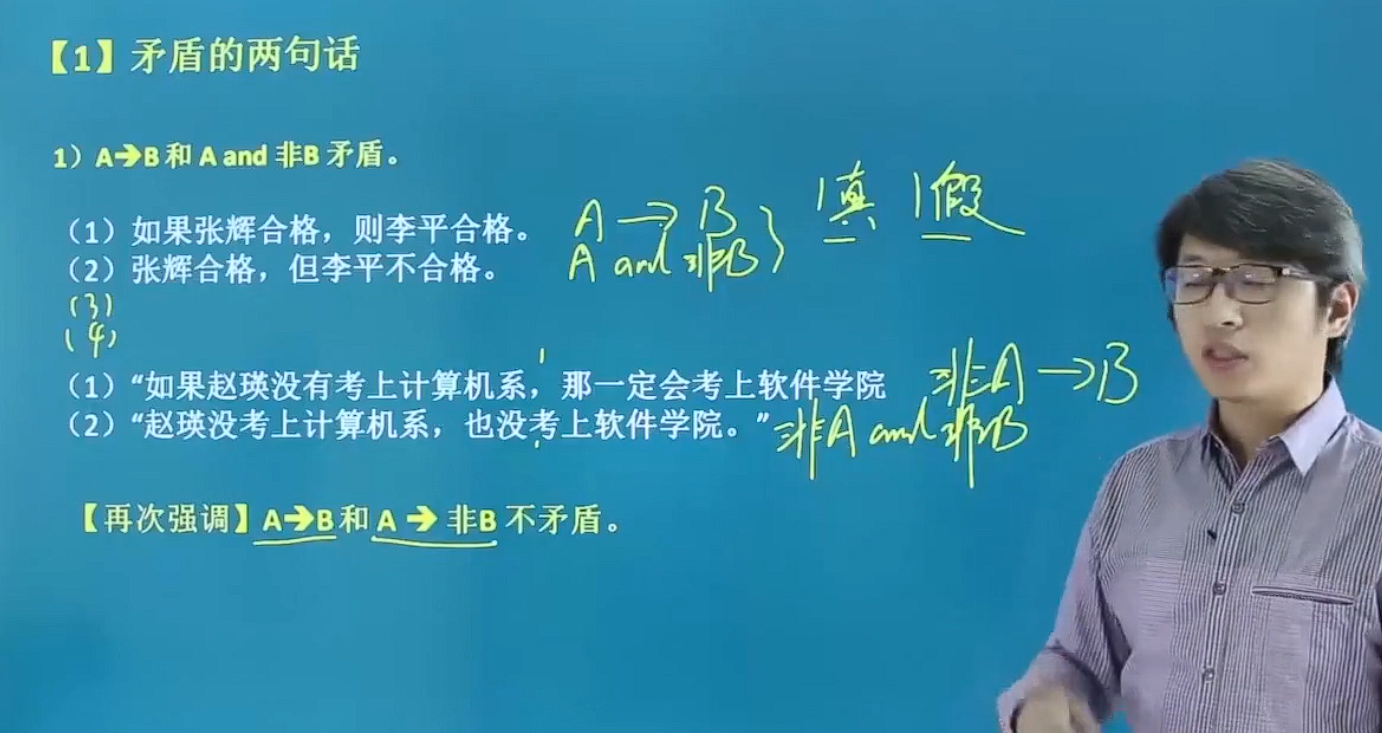 【1】矛盾的两句话
1）A→B 和 A and 非B 矛盾。
（1）如果张辉合格，则李平合格。
（2）张辉合格，但李平不合格。
A → B
A and 非B
1真 1假
(3)
(4)
（1）“如果赵瑛没有考上计算机系，那一定会考上软件学院
非A → B
（2）“赵瑛没考上计算机系，也没考上软件学院。”
非A and 非B
【再次强调】A→B和 A → 非B 不矛盾。